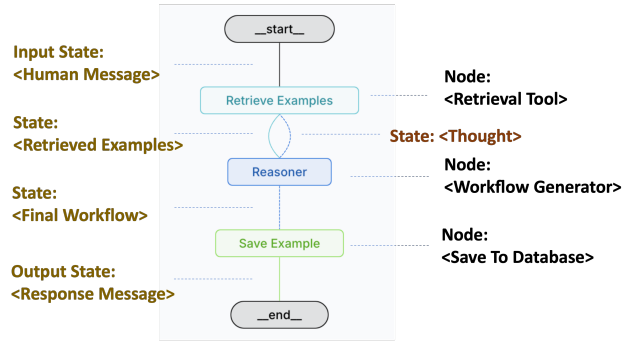 __start__
Input State:
<Human Message>
Retrieve Examples
Node:
<Retrieval Tool>
State:
<Retrieved Examples>
State: <Thought>
Reasoner
Node:
<Workflow Generator>
State:
<Final Workflow>
Save Example
Node:
<Save To Database>
Output State:
<Response Message>
__end__